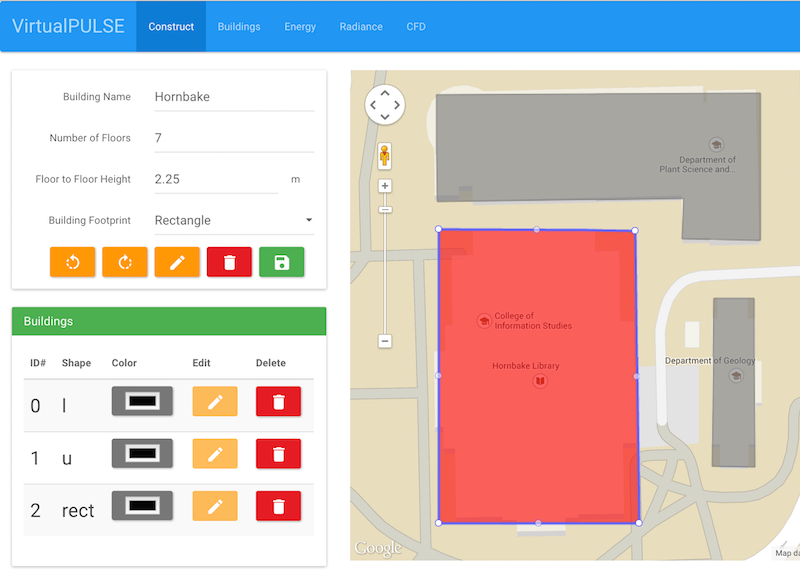 VirtualPULSE
Construct
Buildings
Energy
Radiance
CFD
Building Name
Hornbake
Number of Floors
7
Floor to Floor Height
2.25
m
Building Footprint
Rectangle
Buildings
ID#
Shape
Color
Edit
Delete
0
l
1
u
2
rect
Department of
Plant Science and...
College of
Information Studies
Hornbake Library
Department of Geology
Google
Map da